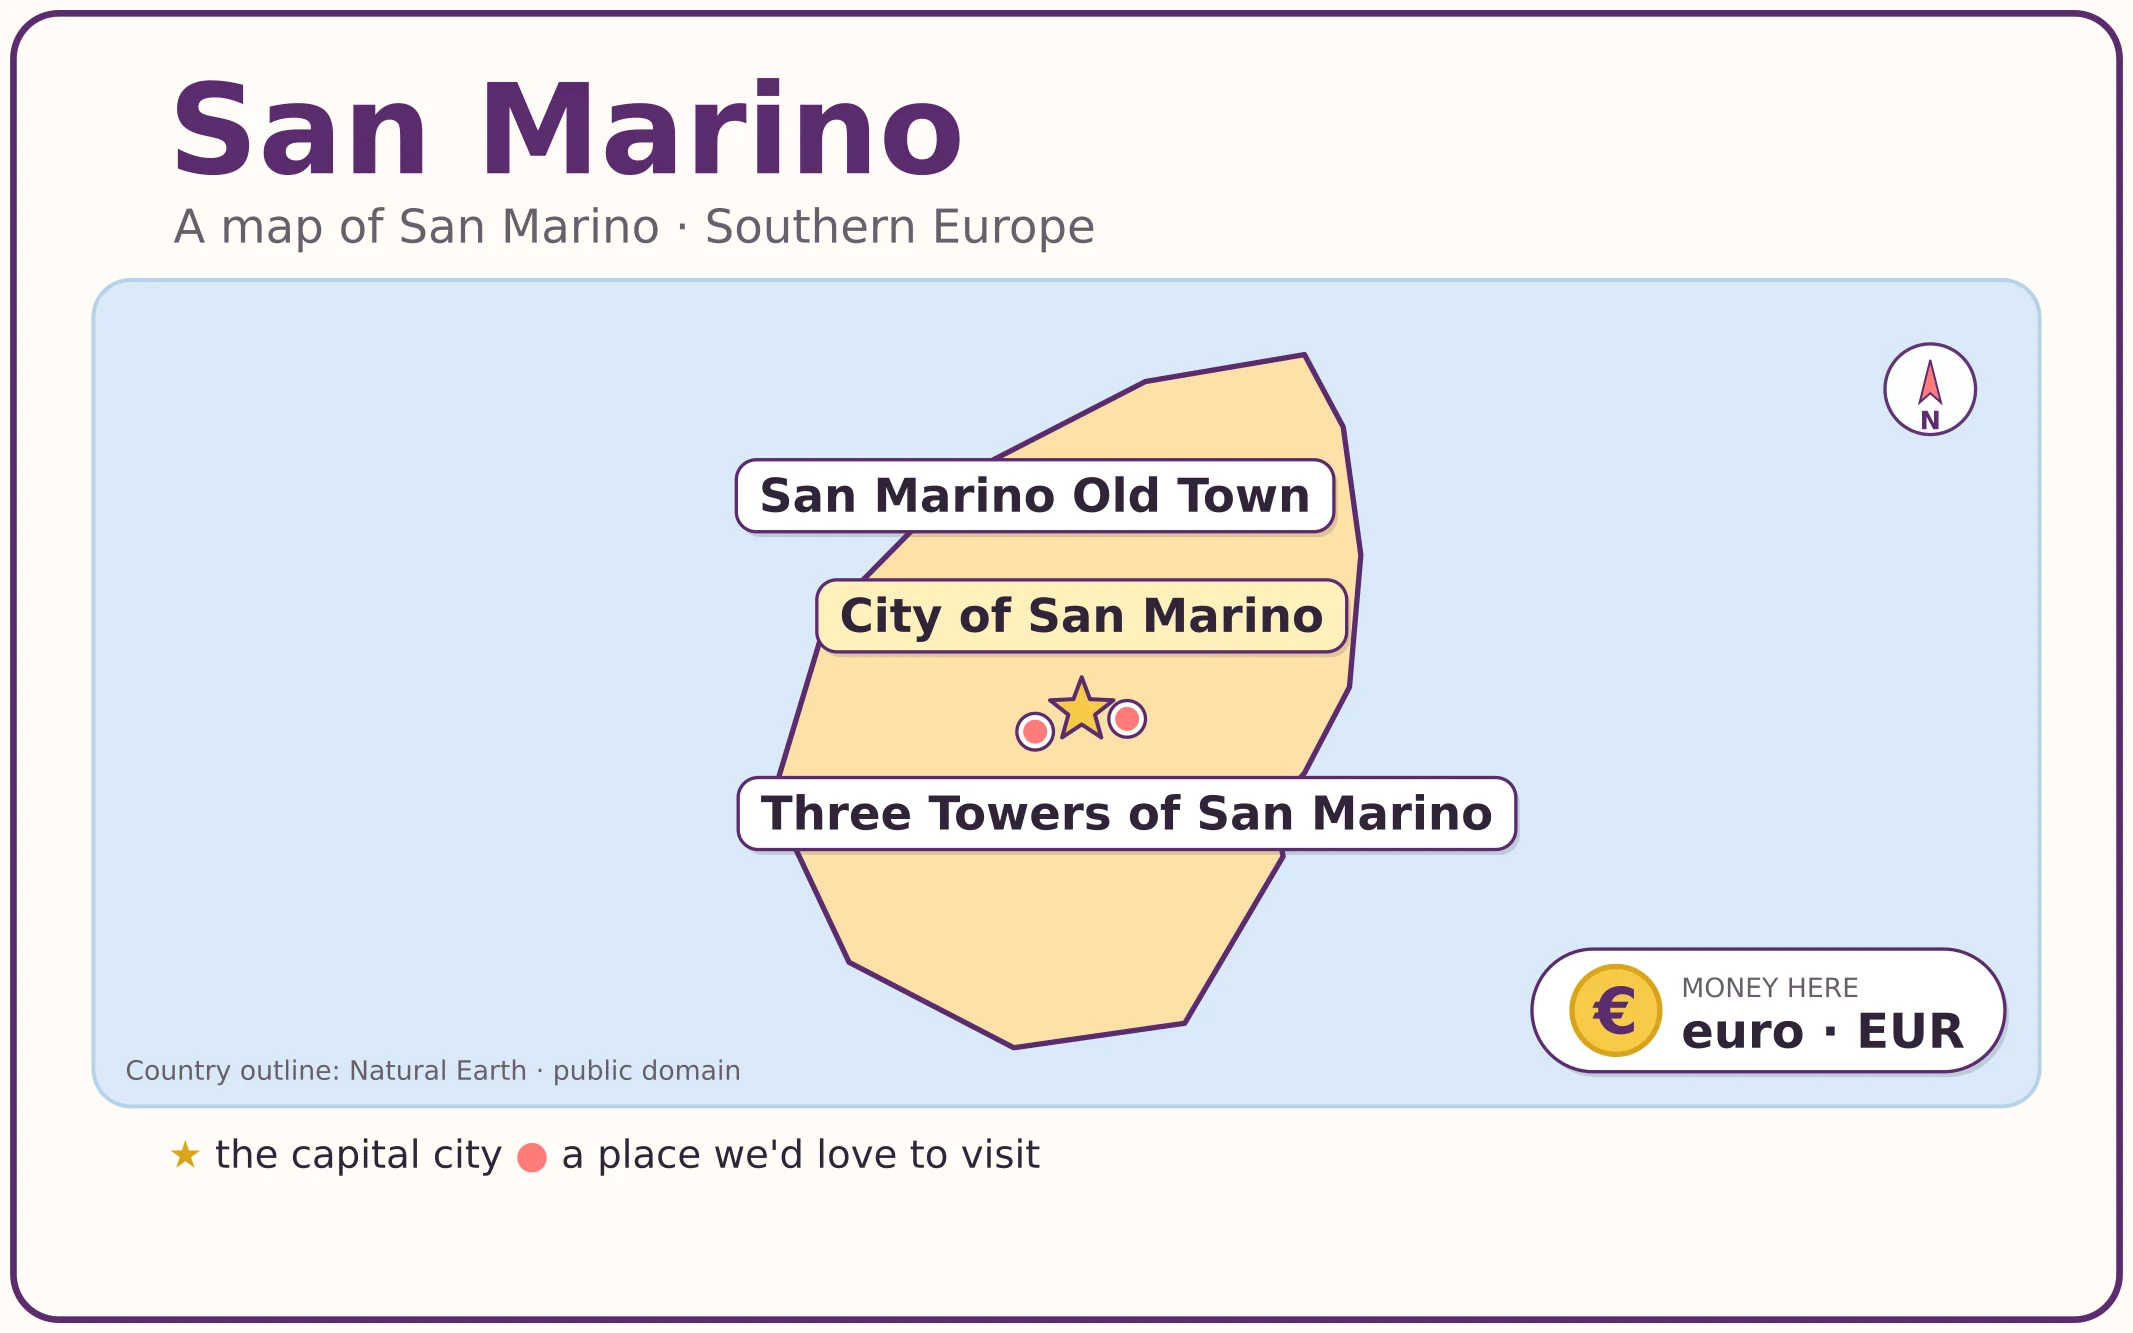 San Marino
A map of San Marino · Southern Europe
N
San Marino Old Town
City of San Marino
Three Towers of San Marino
€
MONEY HERE
euro · EUR
Country outline: Natural Earth · public domain
★ the capital city ● a place we'd love to visit